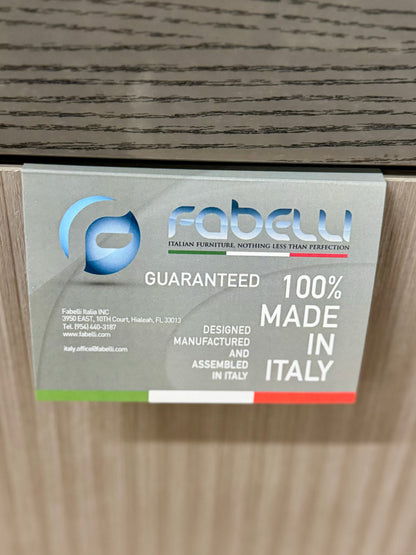 Fabelli
ITALIAN FURNITURE, NOTHING LESS THAN PERFECTION
GUARANTEED 100%
MADE
IN
ITALY
DESIGNED
MANUFACTURED
AND
ASSEMBLED
IN ITALY
Fabelli Italia INC
3950 EAST, 10TH Court, Hialeah, FL 33013
Tel. (954) 440-3187
www.fabelli.com
italy.office@fabelli.com